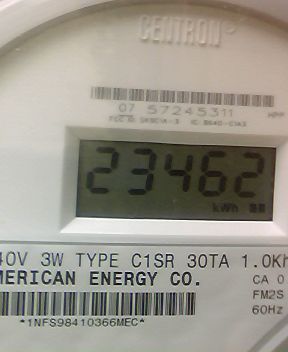 CENTRON
07 57245311
23462
kWh
40V 3W TYPE C1SR 30TA 1.0Kh
MERICAN ENERGY CO.
CA 0
FM2S
60Hz
*1NFS98410366MEC*